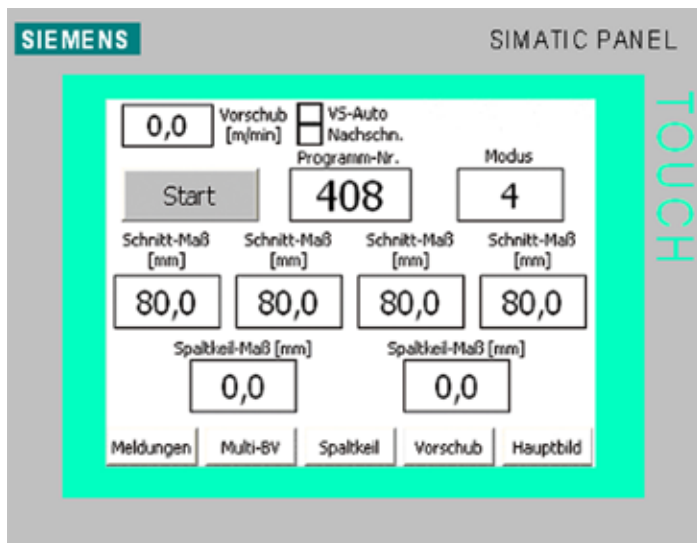 SIEMENS
SIMATIC PANEL
TOUCH
0,0
Vorschub
[m/min]
VS-Auto
Nachschn.
Programm-Nr.
Modus
Start
408
4
Schnitt-Maß Schnitt-Maß Schnitt-Maß Schnitt-Maß
[mm] [mm] [mm] [mm]
80,0 80,0 80,0 80,0
Spaltkeil-Maß [mm] Spaltkeil-Maß [mm]
0,0 0,0
Meldungen Multi-BV Spaltkeil Vorschub Hauptbild